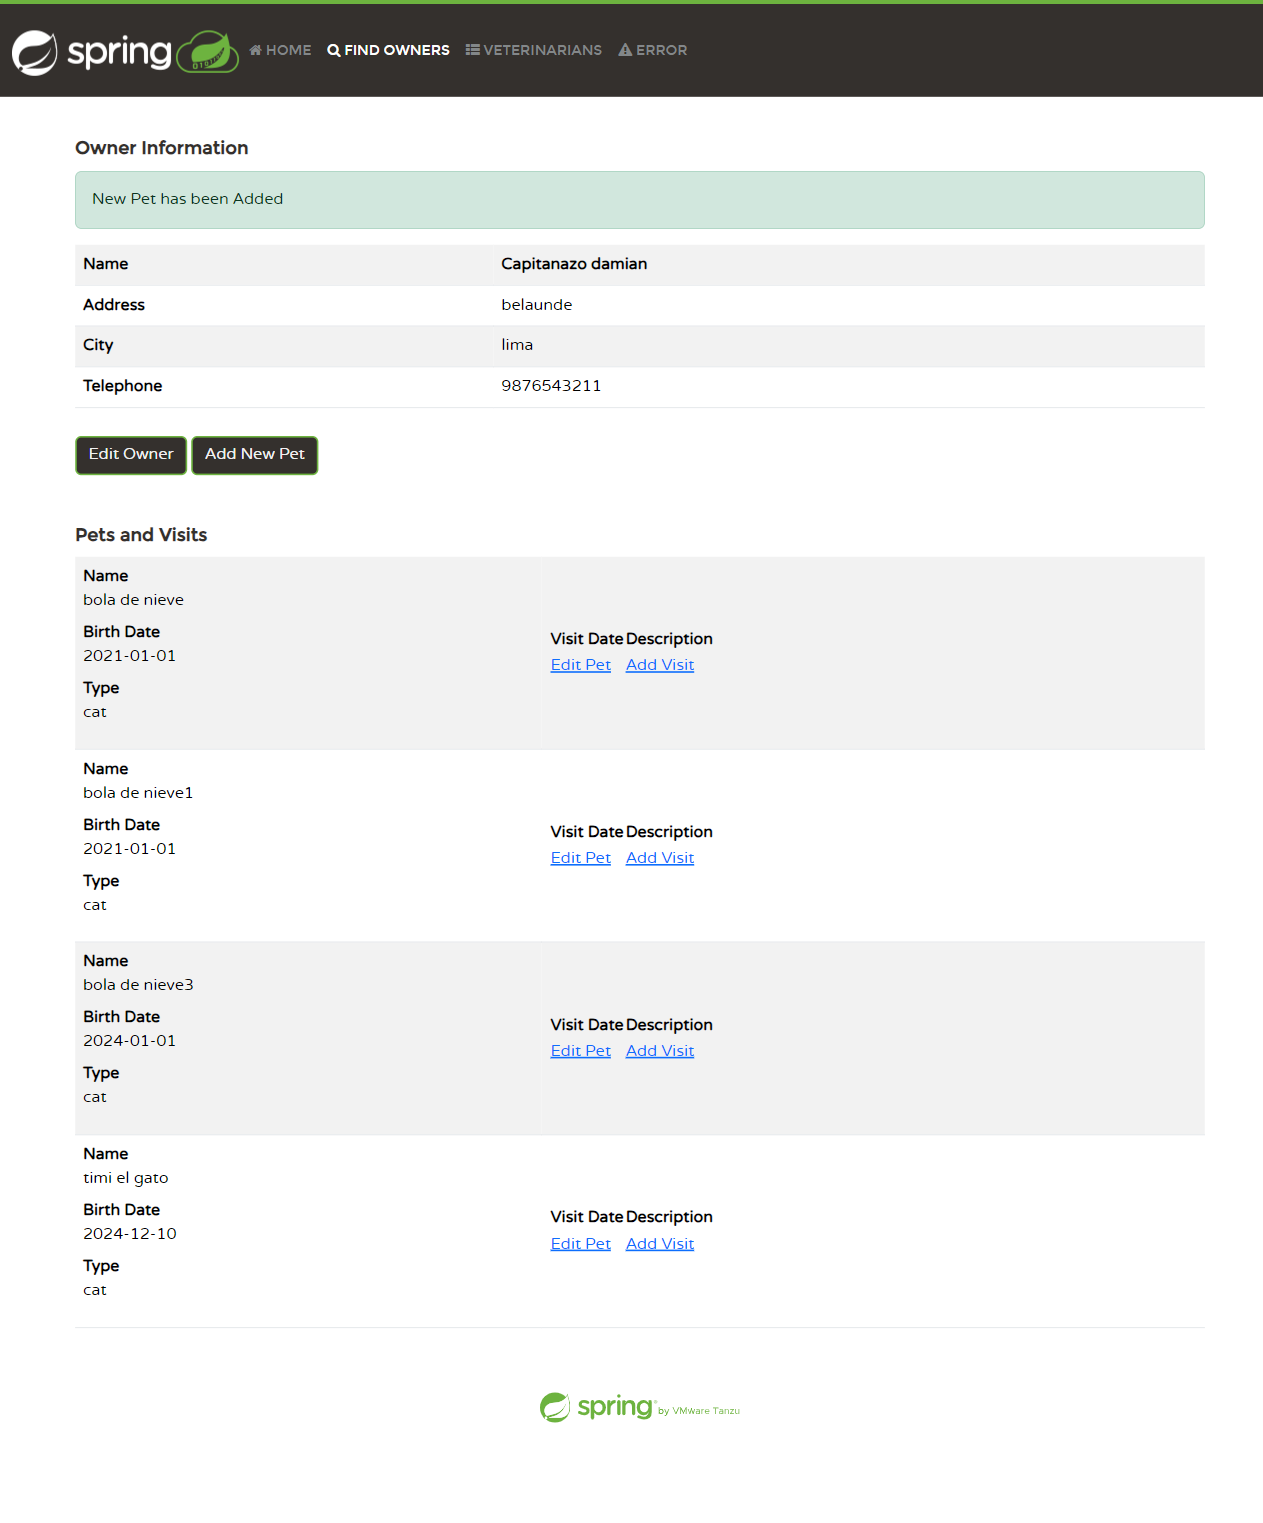 spring HOME FIND OWNERS VETERINARIANS ERROR
Owner Information
New Pet has been Added
Name Capitanazo damian
Address belaunde
City lima
Telephone 9876543211
Edit Owner Add New Pet
Pets and Visits
Name
bola de nieve
Birth Date
2021-01-01
Type
cat
Visit Date Description
Edit Pet Add Visit
Name
bola de nieve1
Birth Date
2021-01-01
Type
cat
Visit Date Description
Edit Pet Add Visit
Name
bola de nieve3
Birth Date
2024-01-01
Type
cat
Visit Date Description
Edit Pet Add Visit
Name
timi el gato
Birth Date
2024-12-10
Type
cat
Visit Date Description
Edit Pet Add Visit
spring by VMware Tanzu